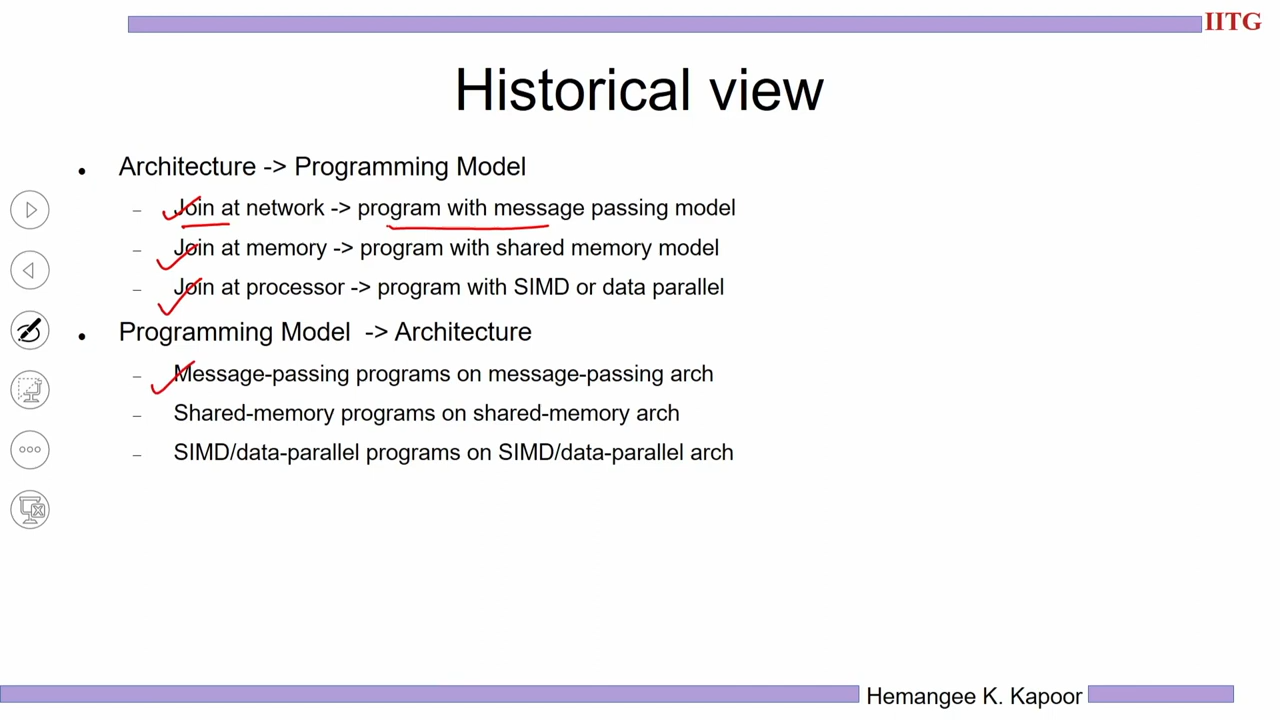 IITG
Historical view
• Architecture -> Programming Model
– Join at network -> program with message passing model
– Join at memory -> program with shared memory model
– Join at processor -> program with SIMD or data parallel
• Programming Model -> Architecture
– Message-passing programs on message-passing arch
– Shared-memory programs on shared-memory arch
– SIMD/data-parallel programs on SIMD/data-parallel arch
Hemangee K. Kapoor